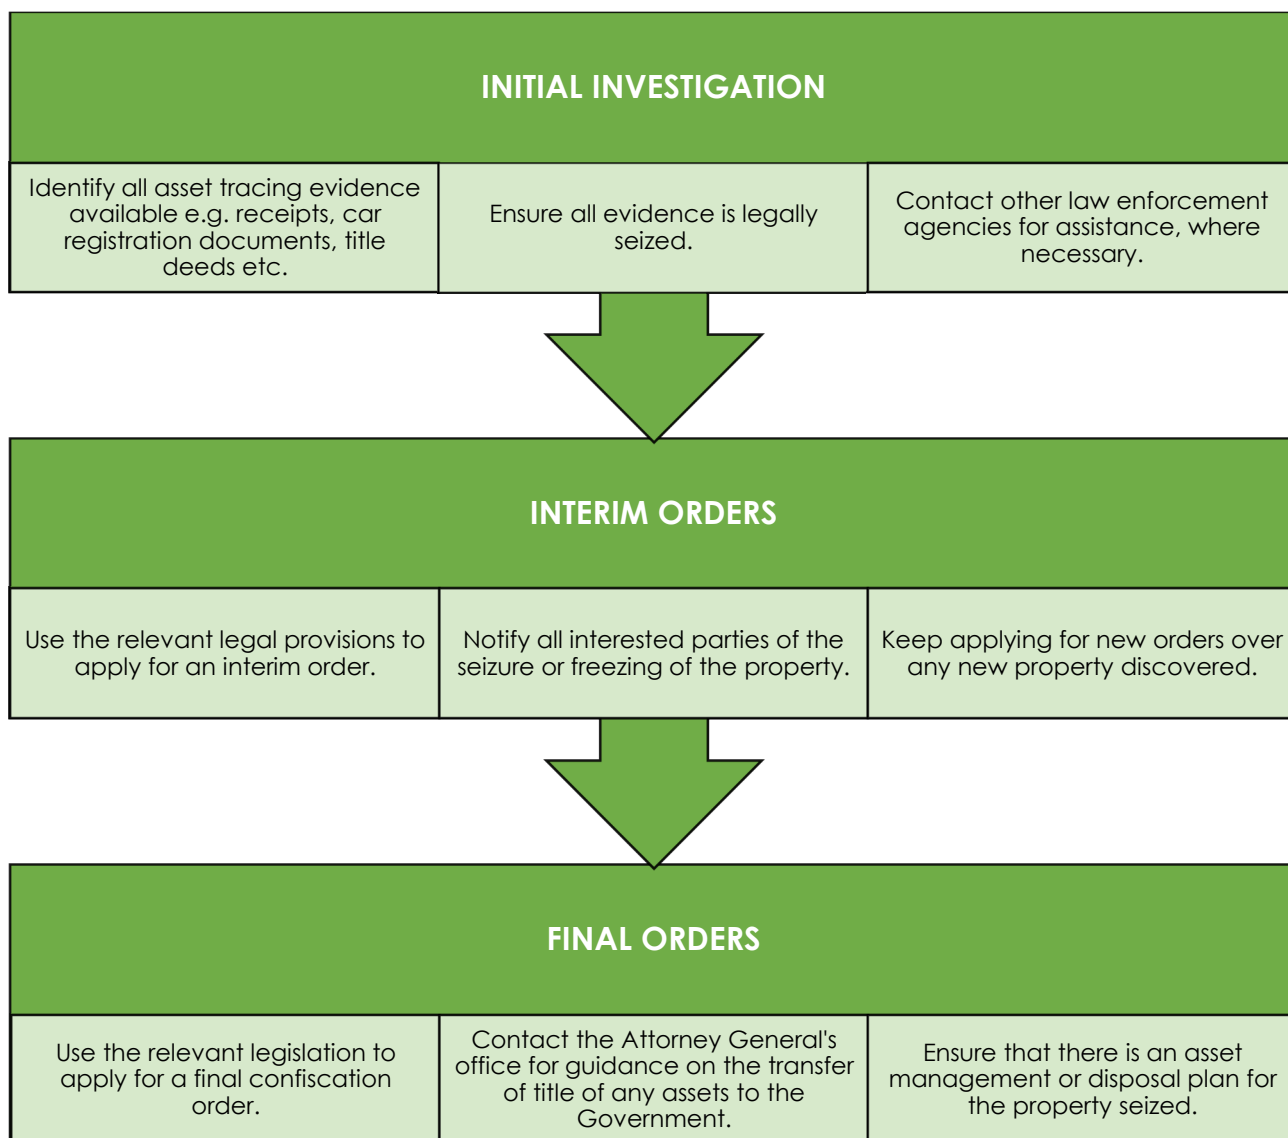 INITIAL INVESTIGATION
Identify all asset tracing evidence
available e.g. receipts, car
registration documents, title
deeds etc.
Ensure all evidence is legally
seized.
Contact other law enforcement
agencies for assistance, where
necessary.
INTERIM ORDERS
Use the relevant legal provisions to
apply for an interim order.
Notify all interested parties of the
seizure or freezing of the property.
Keep applying for new orders over
any new property discovered.
FINAL ORDERS
Use the relevant legislation to
apply for a final confiscation
order.
Contact the Attorney General's
office for guidance on the transfer
of title of any assets to the
Government.
Ensure that there is an asset
management or disposal plan for
the property seized.